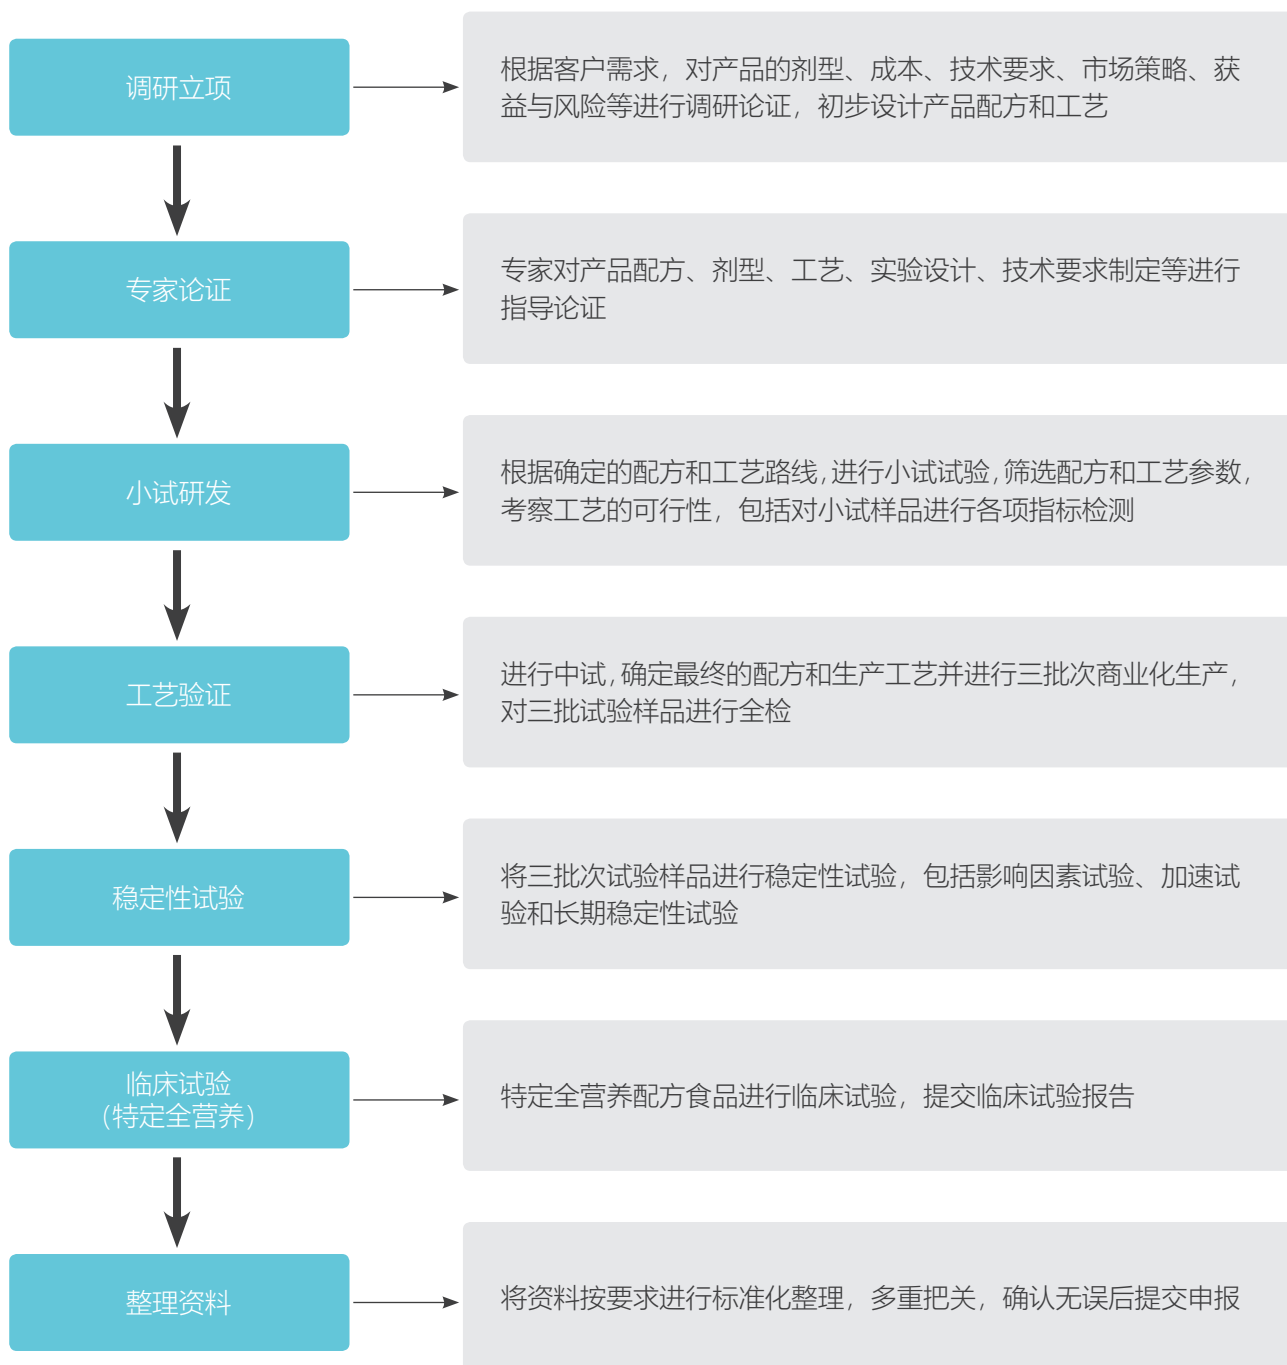 调研立项
根据客户需求，对产品的剂型、成本、技术要求、市场策略、获
益与风险等进行调研论证，初步设计产品配方和工艺
专家论证
专家对产品配方、剂型、工艺、实验设计、技术要求制定等进行
指导论证
小试研发
根据确定的配方和工艺路线，进行小试试验，筛选配方和工艺参数，
考察工艺的可行性，包括对小试样品进行各项指标检测
工艺验证
进行中试，确定最终的配方和生产工艺并进行三批次商业化生产，
对三批试验样品进行全检
稳定性试验
将三批次试验样品进行稳定性试验，包括影响因素试验、加速试
验和长期稳定性试验
临床试验
（特定全营养）
特定全营养配方食品进行临床试验，提交临床试验报告
整理资料
将资料按要求进行标准化整理，多重把关，确认无误后提交申报